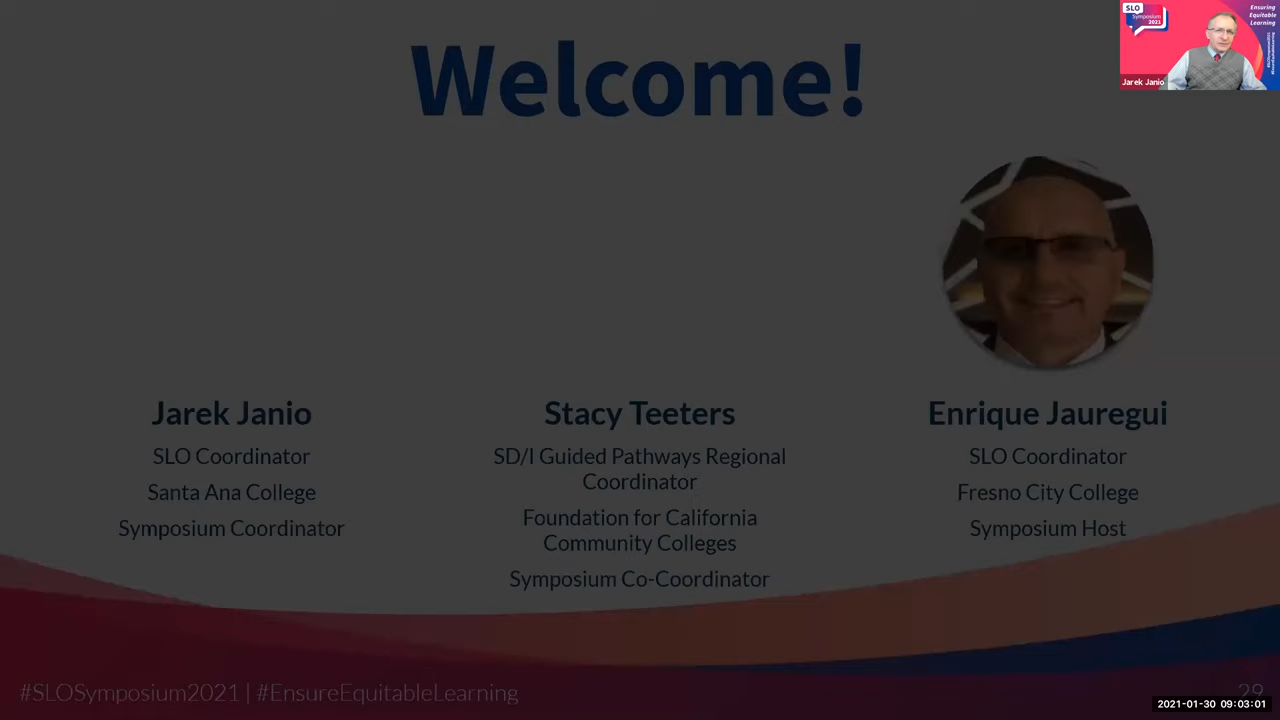 SLO
Symposium
2021
Ensuring
Equitable
Learning
Jarek Janio
Welcome!
Jarek Janio
SLO Coordinator
Santa Ana College
Symposium Coordinator
Stacy Teeters
SD/I Guided Pathways Regional
Coordinator
Foundation for California
Community Colleges
Symposium Co-Coordinator
Enrique Jauregui
SLO Coordinator
Fresno City College
Symposium Host
#SLOSymposium2021 | #EnsureEquitableLearning
29
2021-01-30 09:03:01